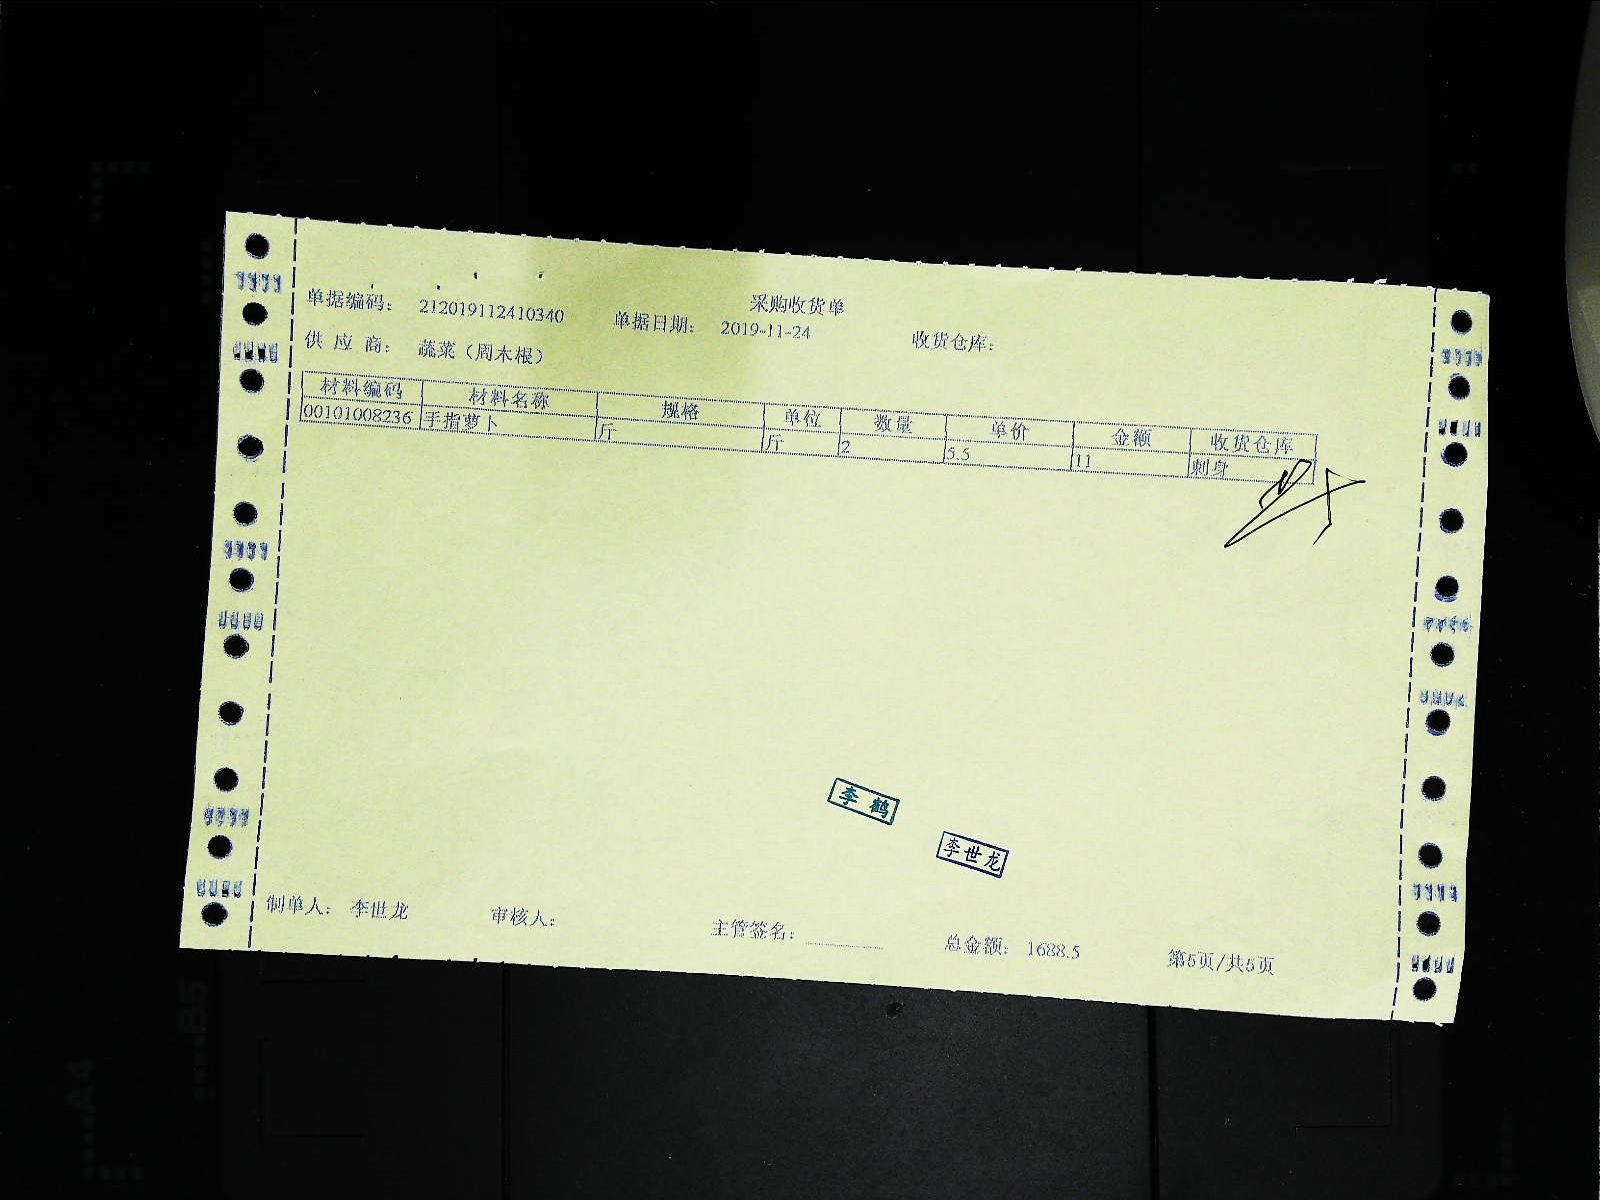 采购收货单
单据编码： 212019112410340 单据日期： 2019-11-24 收货仓库：
供 应 商： 蔬菜（周木根）
材料编码 材料名称 规格 单位 数量 单价 金额 收货仓库
00101008236 手指萝卜 斤 斤 2 5.5 11 刺身
李 鹤
李世龙
制单人： 李世龙 审核人： 主管签名： 总金额： 1688.5 第5页/共5页